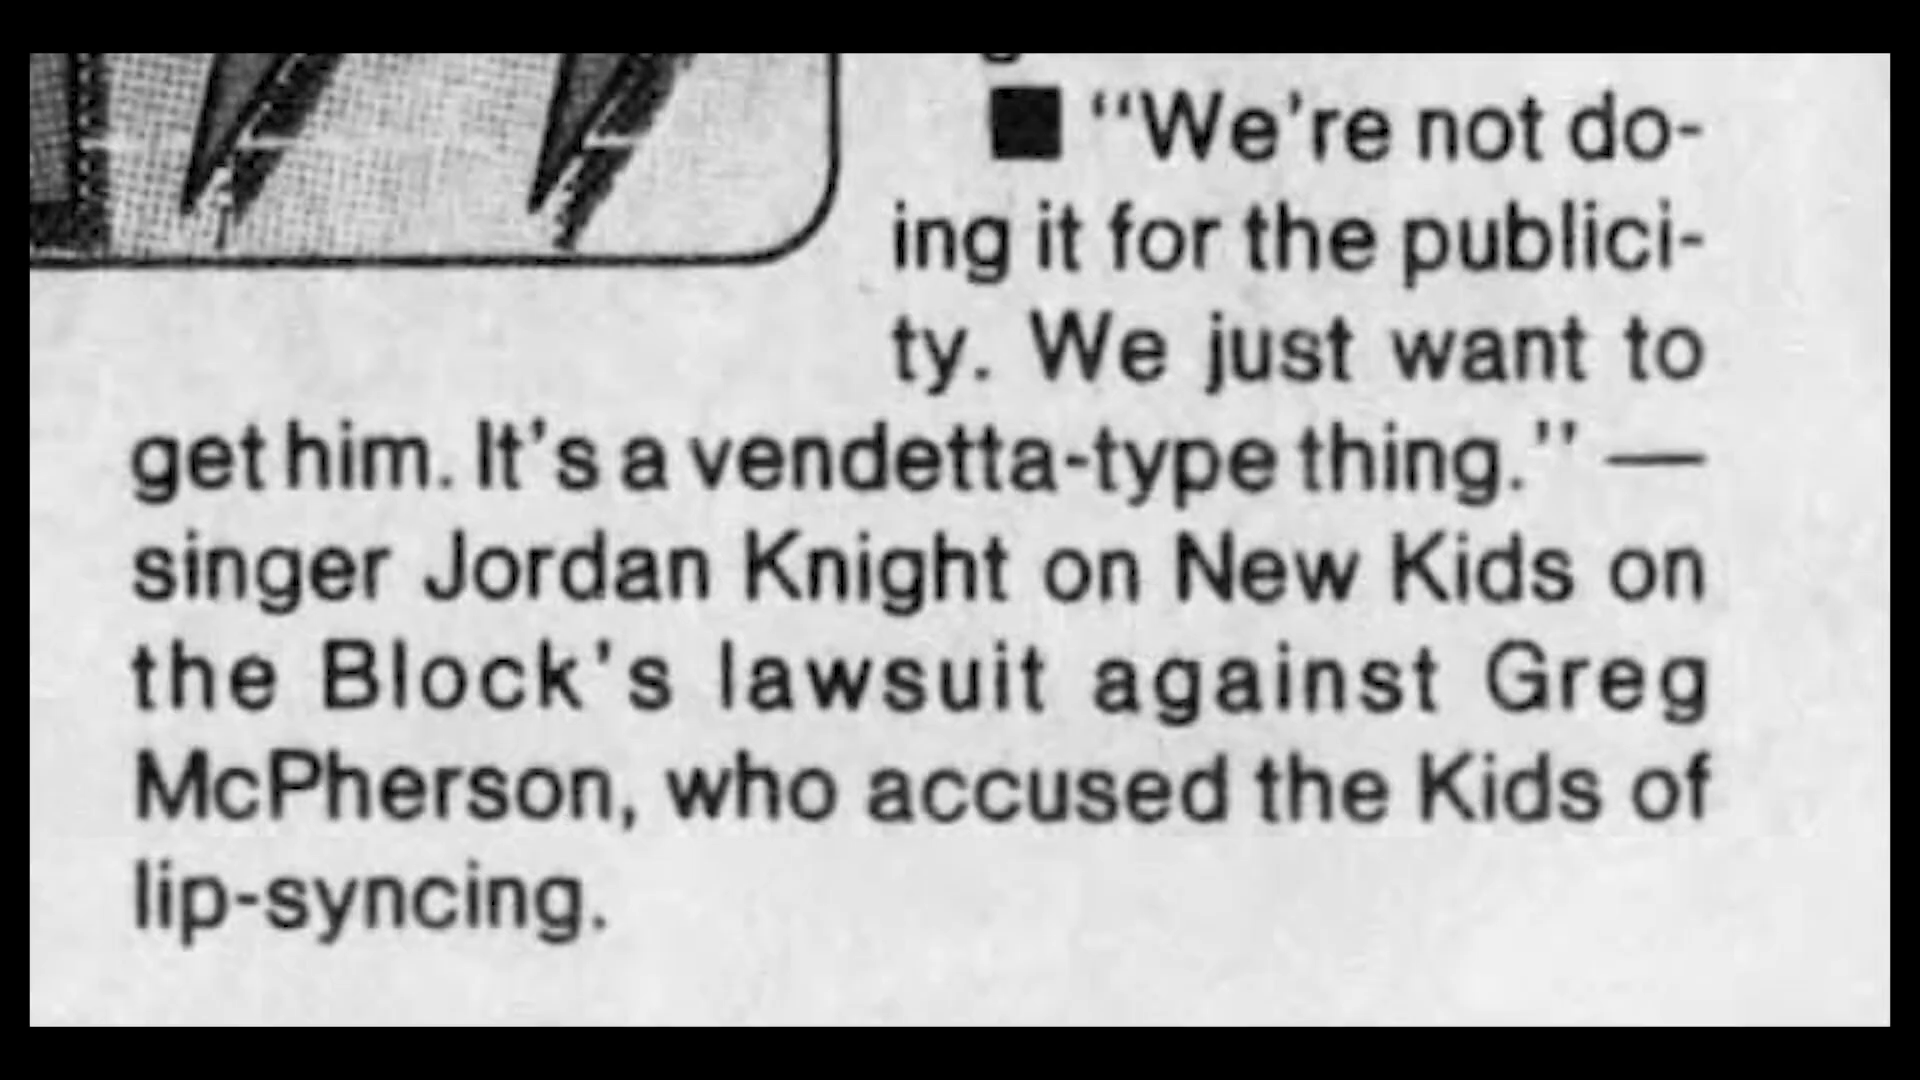 ■ "We're not do-
ing it for the publici-
ty. We just want to
get him. It's a vendetta-type thing." —
singer Jordan Knight on New Kids on
the Block's lawsuit against Greg
McPherson, who accused the Kids of
lip-syncing.